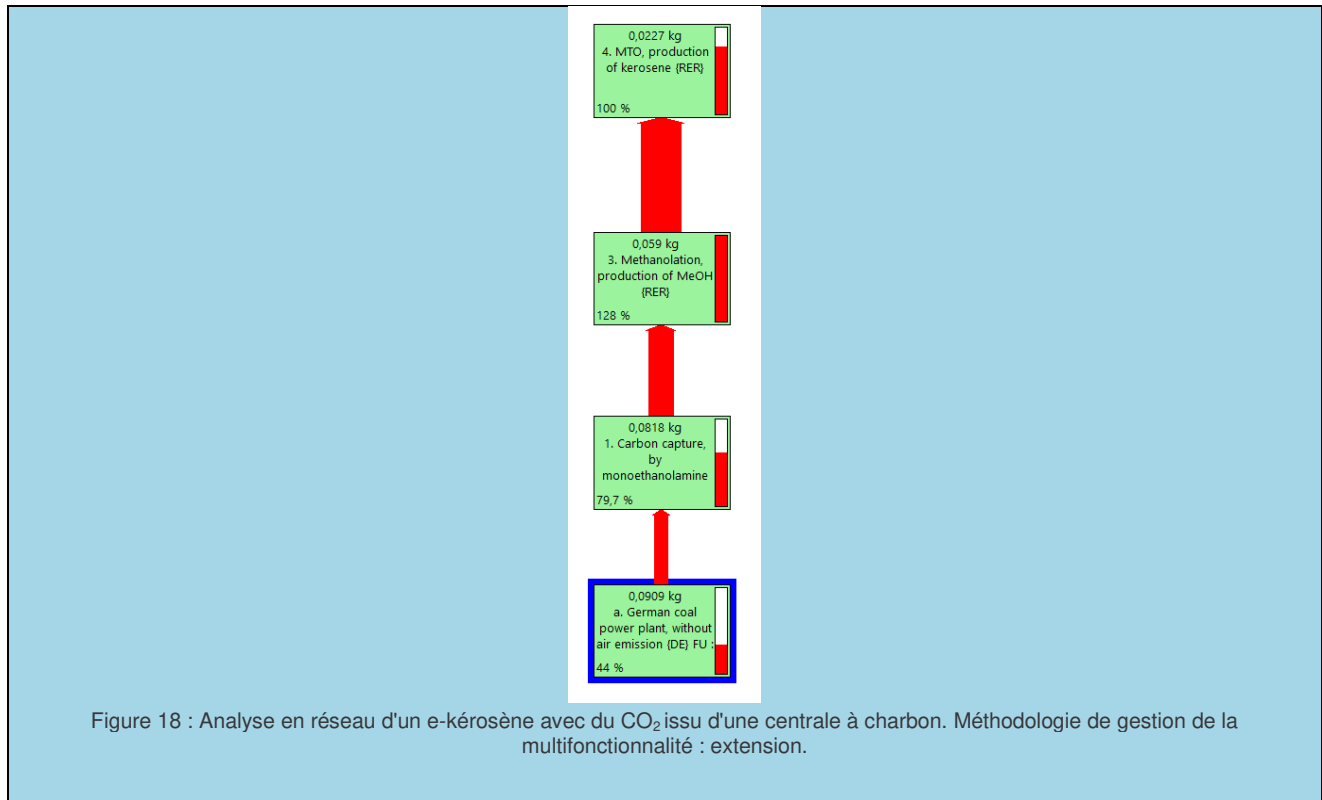 0,0227 kg
4. MTO, production
of kerosene {RER}
100 %
0,059 kg
3. Methanolation,
production of MeOH
{RER}
128 %
0,0818 kg
1. Carbon capture,
by
monoethanolamine
79,7 %
0,0909 kg
a. German coal
power plant, without
air emission {DE} FU :
44 %
Figure 18 : Analyse en réseau d'un e-kérosène avec du CO₂ issu d'une centrale à charbon. Méthodologie de gestion de la
multifonctionnalité : extension.